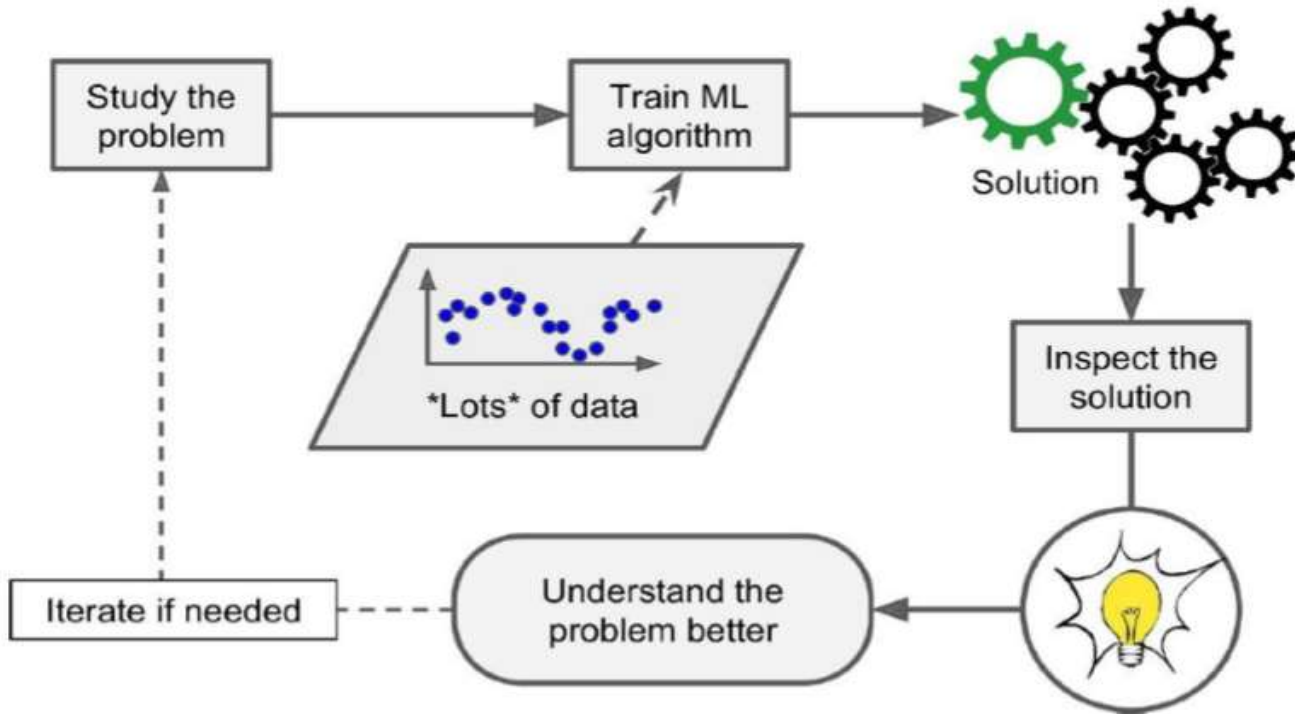 Study the
problem
Train ML
algorithm
Solution
*Lots* of data
Inspect the
solution
Understand the
problem better
Iterate if needed